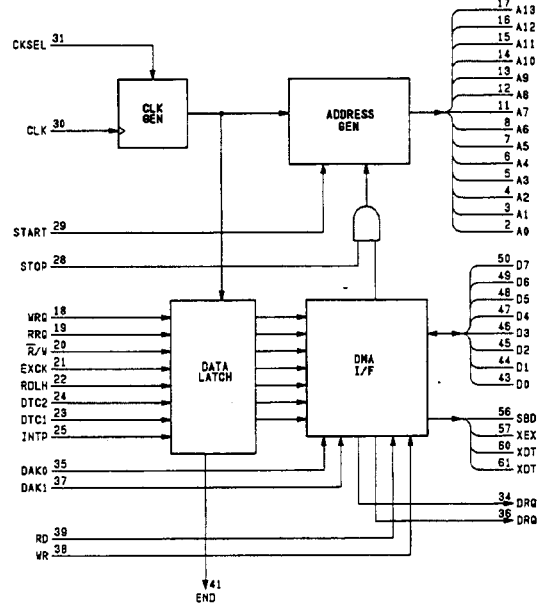 17 A13
16 A12
15 A11
14 A10
13 A9
12 A8
11 A7
8 A6
7 A5
6 A4
5 A3
4 A2
3 A1
2 A0
CKSEL 31
CLK 30
CLK
GEN
ADDRESS
GEN
START 29
STOP 28
WRQ 18
RRQ 19
R/W 20
EXCK 21
RDLH 22
DTC2 24
DTC1 23
INTP 25
DATA
LATCH
DMA
I/F
50 D7
49 D6
48 D5
47 D4
46 D3
45 D2
44 D1
43 D0
56 SBD
57 XEX
60 XDT
61 XDT
DAK0 35
DAK1 37
34 DRQ
36 DRQ
RD 39
WR 38
41
END